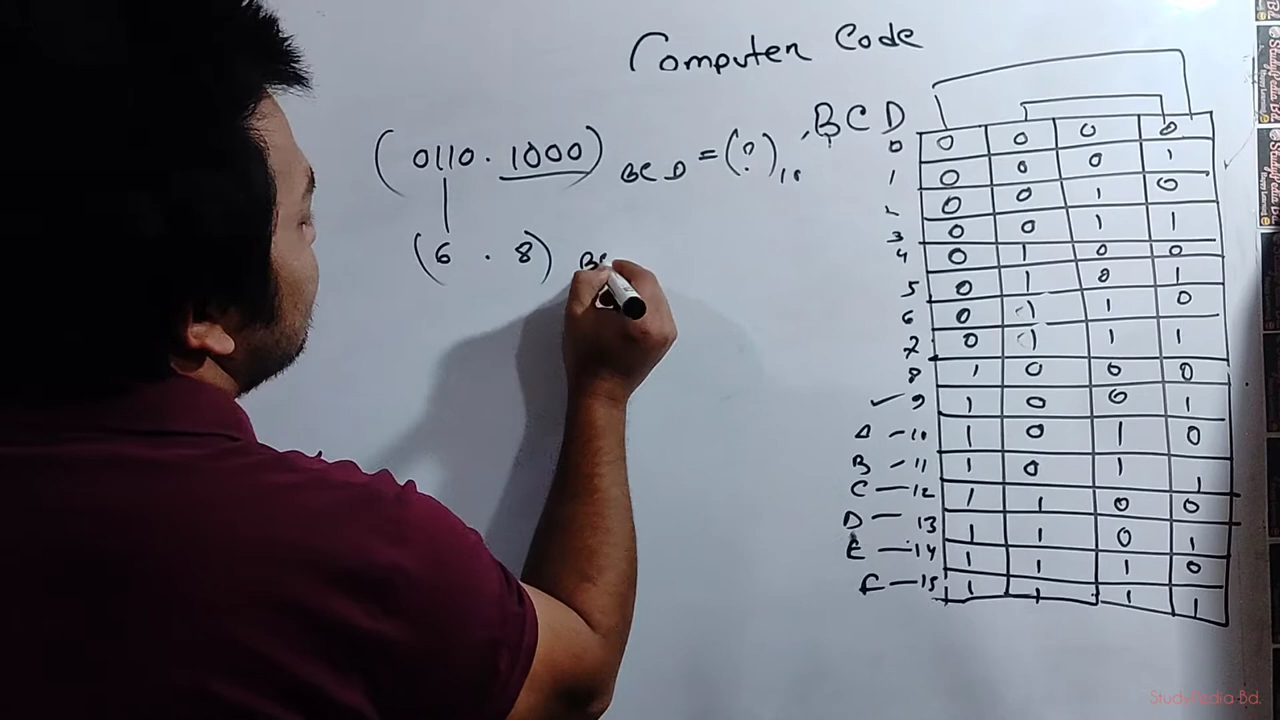 Computer Code
(0110.1000)BCD = (?)10
BCD
(6.8) BC
0 0 0 0 0
1 0 0 0 1
2 0 0 1 0
3 0 0 1 1
4 0 1 0 0
5 0 1 0 1
6 0 1 1 0
7 0 1 1 1
8 1 0 0 0
9 1 0 0 1
A - 10 1 0 1 0
B - 11 1 0 1 1
C - 12 1 1 0 0
D - 13 1 1 0 1
E - 14 1 1 1 0
F - 15 1 1 1 1
StudyPedia Bd.